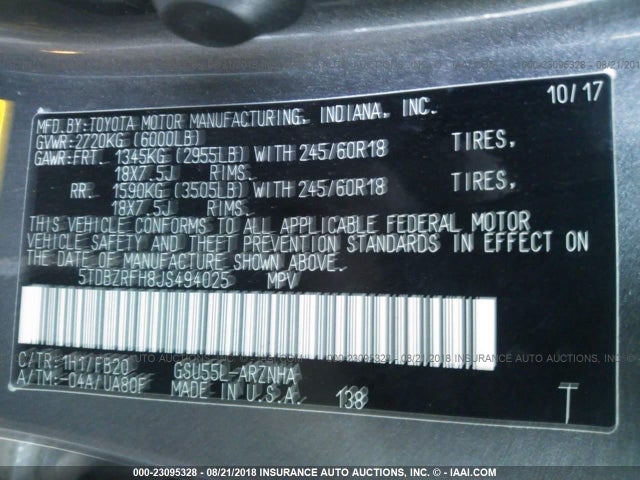 MFD.BY:TOYOTA MOTOR MANUFACTURING, INDIANA, INC. 10/17
GVWR:2720KG (6000LB)
GAWR:FRT. 1345KG (2955LB) WITH 245/60R18 TIRES,
18X7.5J RIMS.
RR. 1590KG (3505LB) WITH 245/60R18 TIRES,
18X7.5J RIMS.
THIS VEHICLE CONFORMS TO ALL APPLICABLE FEDERAL MOTOR
VEHICLE SAFETY AND THEFT PREVENTION STANDARDS IN EFFECT ON
THE DATE OF MANUFACTURE SHOWN ABOVE.
5TDBZRFH8JS494025 MPV
C/TR:1H1/FB20 GSU55L-ARZNHA
A/TM:-04A/UA80F MADE IN U.S.A. 138 T
000-23095328 - 08/21/2018 - INSURANCE AUTO AUCTIONS, INC. - © - IAAI.COM